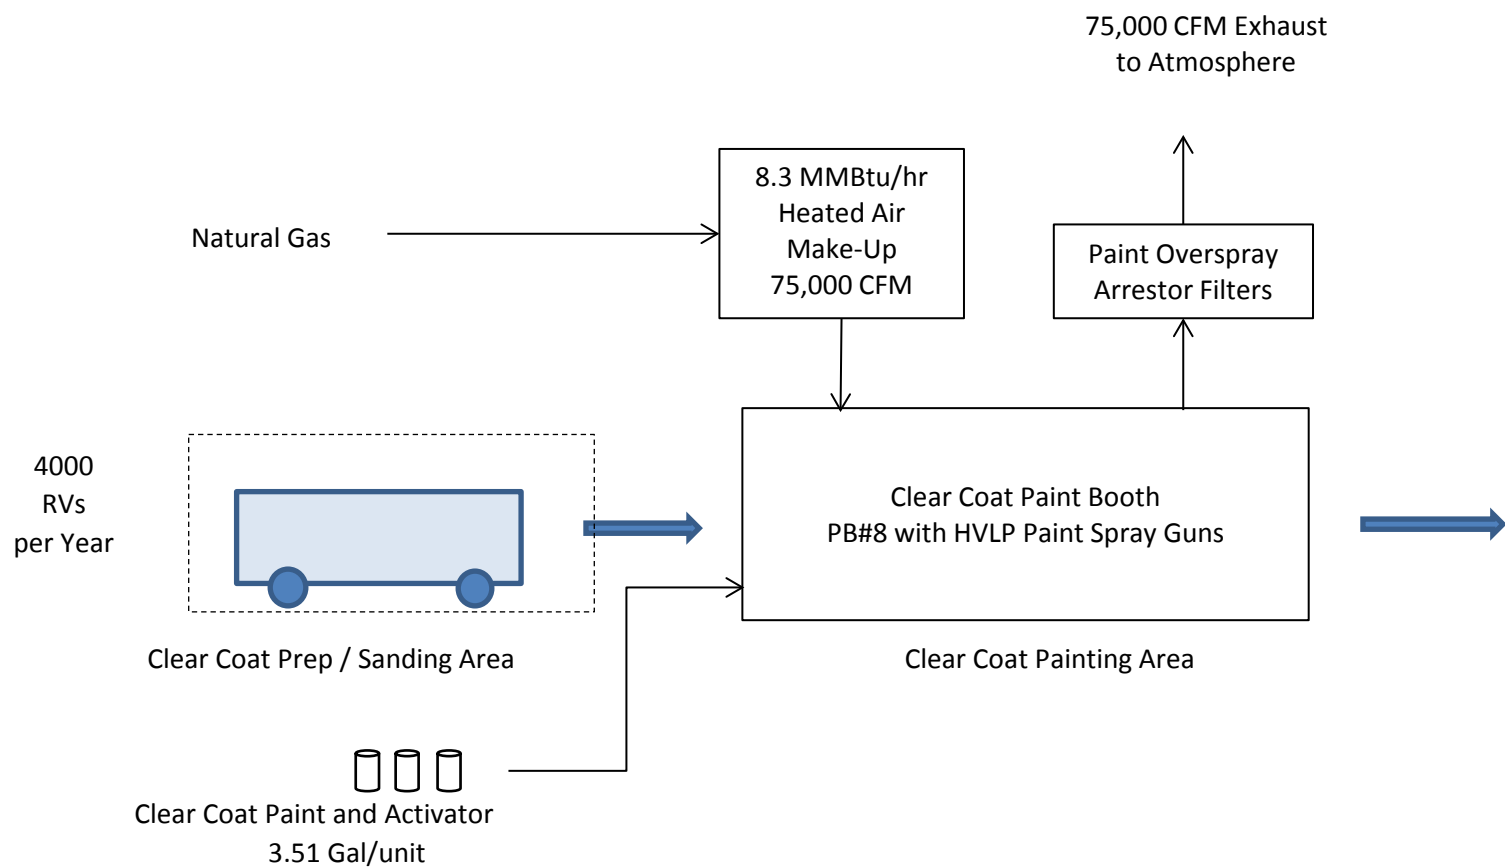 75,000 CFM Exhaust
to Atmosphere
8.3 MMBtu/hr
Heated Air
Make-Up
75,000 CFM
Natural Gas
Paint Overspray
Arrestor Filters
4000
RVs
per Year
Clear Coat Paint Booth
PB#8 with HVLP Paint Spray Guns
Clear Coat Prep / Sanding Area
Clear Coat Painting Area
Clear Coat Paint and Activator
3.51 Gal/unit